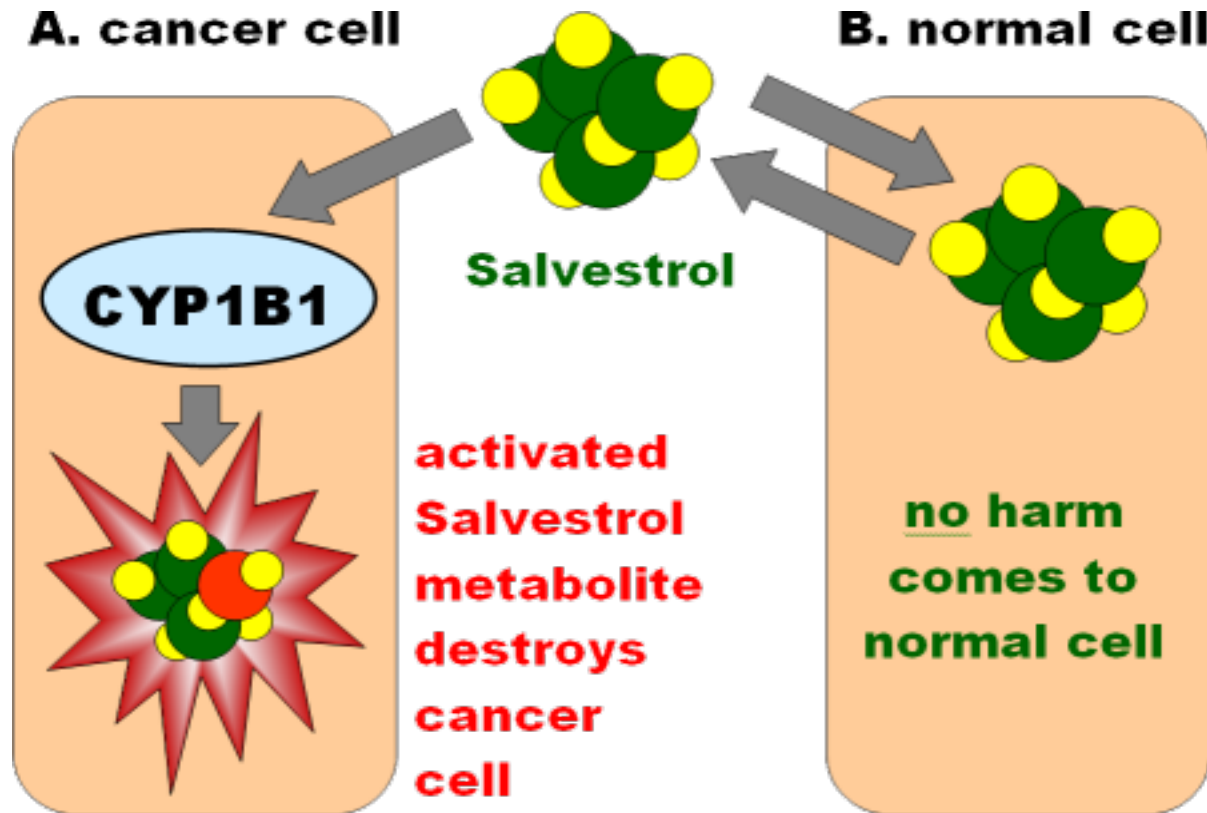 A. cancer cell
B. normal cell
Salvestrol
CYP1B1
activated
Salvestrol
metabolite
destroys
cancer
cell
no harm
comes to
normal cell